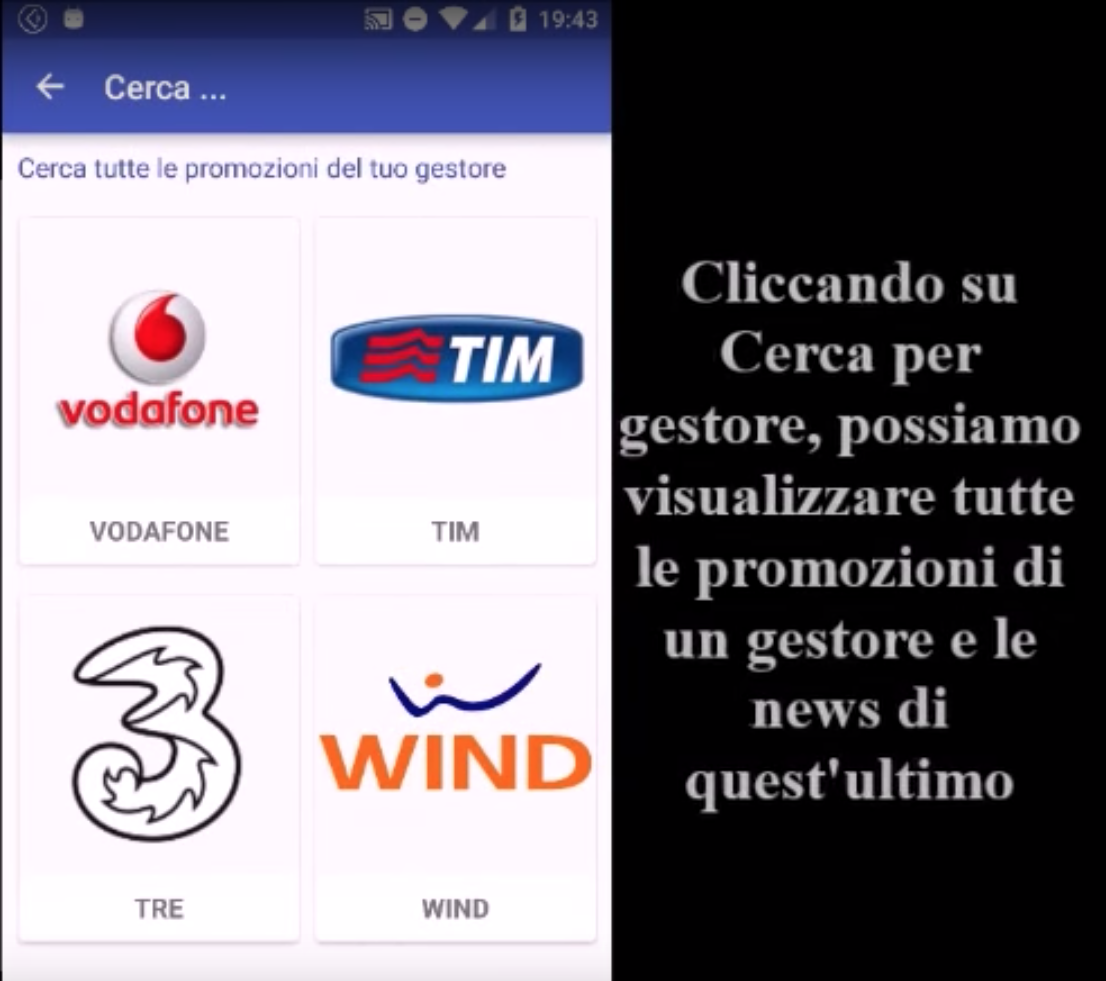 19:43
Cerca ...
Cerca tutte le promozioni del tuo gestore
vodafone
TIM
VODAFONE
TIM
3
WIND
TRE
WIND
Cliccando su
Cerca per
gestore, possiamo
visualizzare tutte
le promozioni di
un gestore e le
news di
quest'ultimo